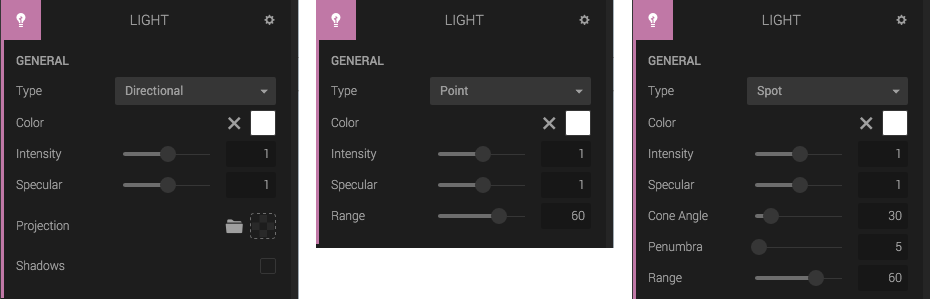 LIGHT
GENERAL
Type Directional
Color
Intensity 1
Specular 1
Projection
Shadows
LIGHT
GENERAL
Type Point
Color
Intensity 1
Specular 1
Range 60
LIGHT
GENERAL
Type Spot
Color
Intensity 1
Specular 1
Cone Angle 30
Penumbra 5
Range 60